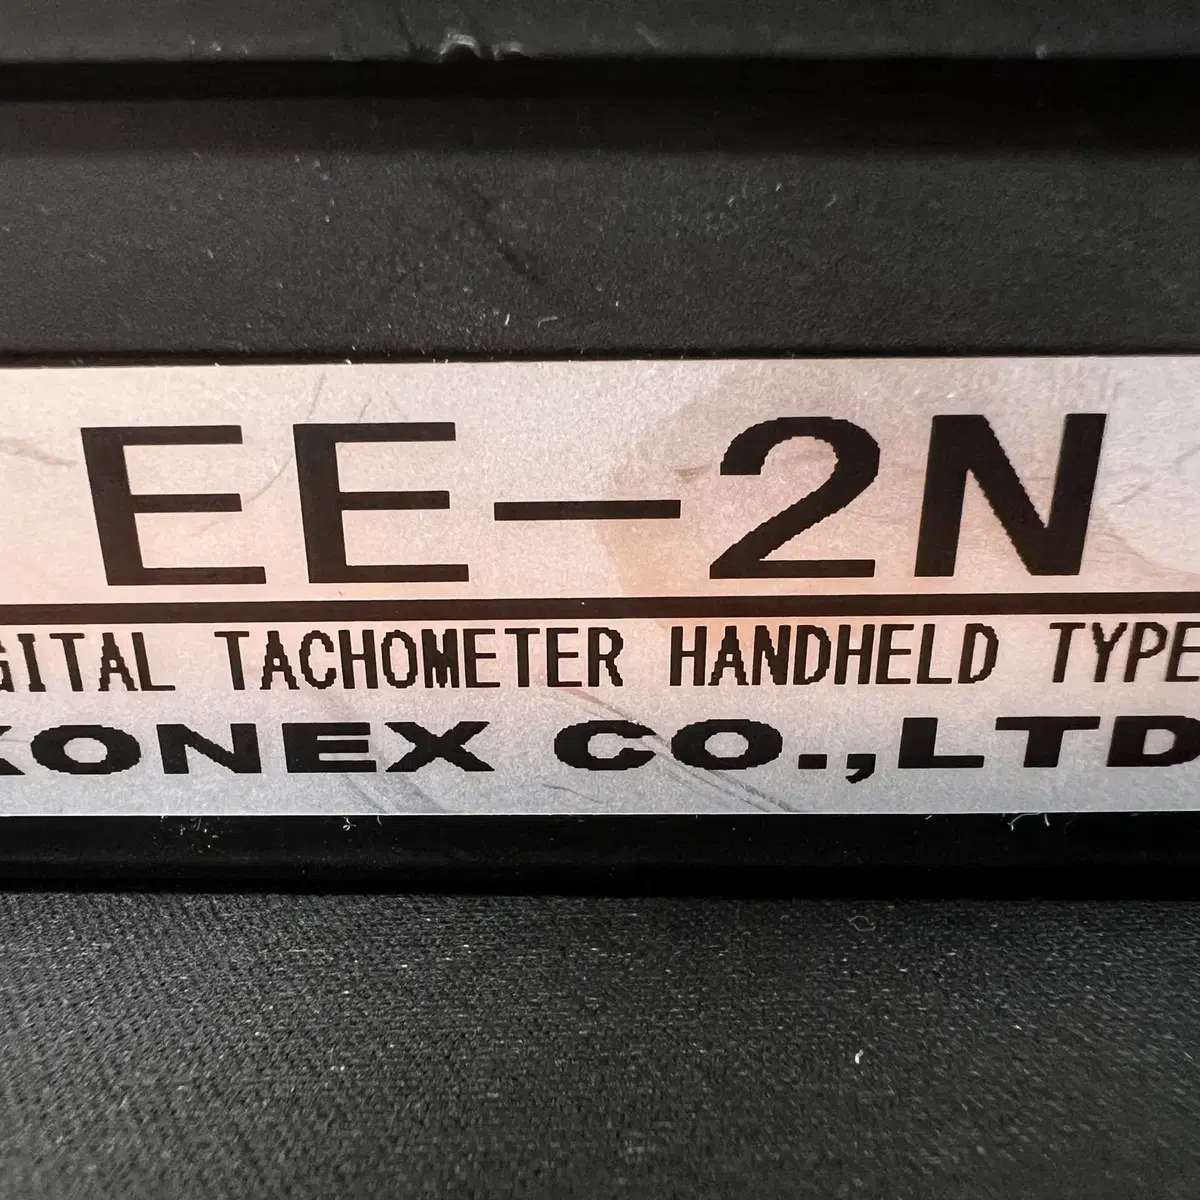 EE-2N
GITAL TACHOMETER HANDHELD TYPE
KONEX CO.,LTD